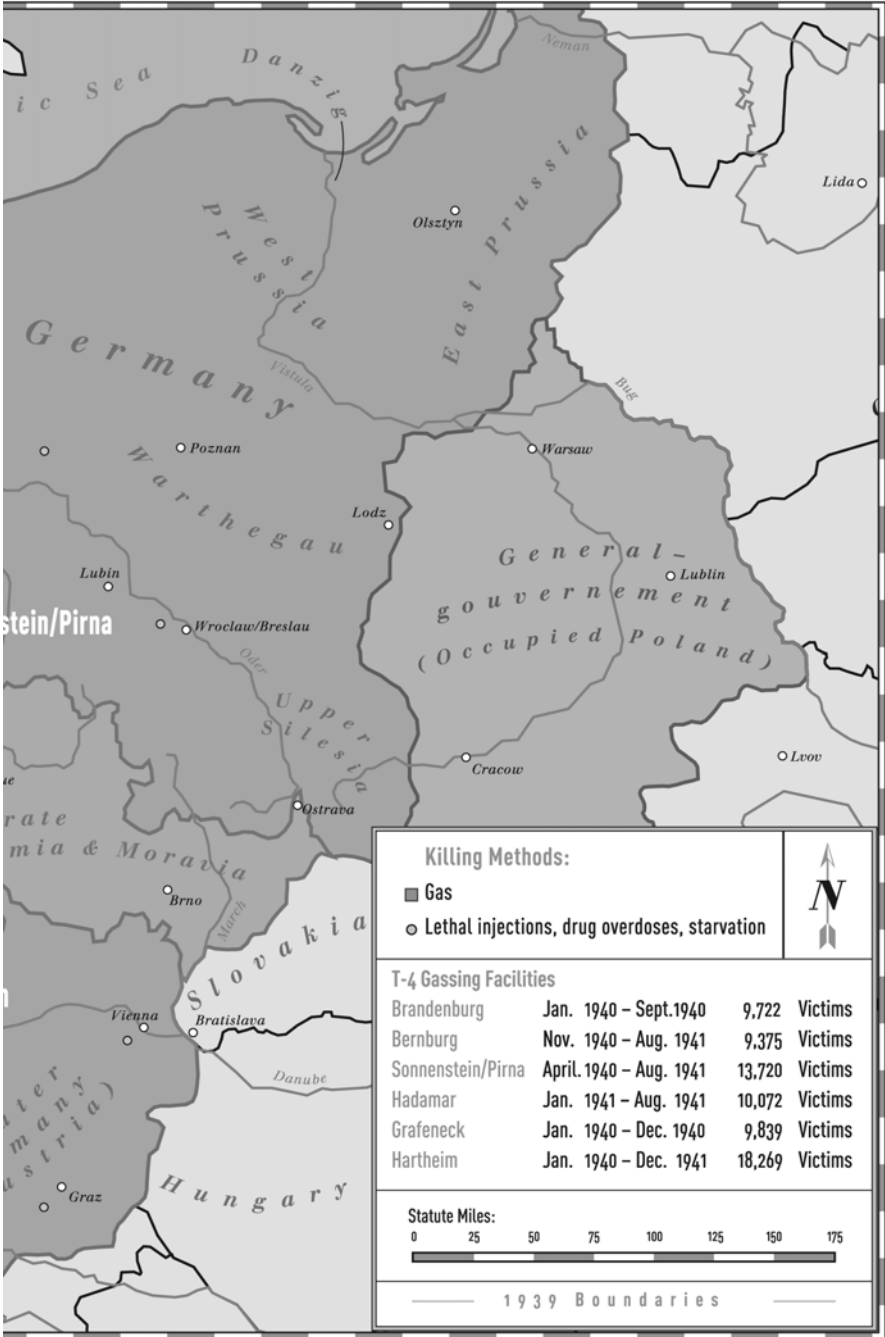 ic Sea
Danzig
Neman
Lida
Olsztyn
West
Prussia
East Prussia
Germany
Vistula
Bug
Poznan
Warsaw
Warthegau
Lodz
General-
gouvernement
(Occupied Poland)
Lublin
Lubin
stein/Pirna
Wroclaw/Breslau
Oder
Upper
Silesia
Cracow
Lvov
ue
Ostrava
rate
mia & Moravia
Brno
March
Slovakia
n
Vienna
Bratislava
Danube
ater
many
ustria)
Graz
Hungary
Killing Methods:
Gas
Lethal injections, drug overdoses, starvation
N
T-4 Gassing Facilities
Brandenburg Jan. 1940 – Sept.1940 9,722 Victims
Bernburg Nov. 1940 – Aug. 1941 9,375 Victims
Sonnenstein/Pirna April. 1940 – Aug. 1941 13,720 Victims
Hadamar Jan. 1941 – Aug. 1941 10,072 Victims
Grafeneck Jan. 1940 – Dec. 1940 9,839 Victims
Hartheim Jan. 1940 – Dec. 1941 18,269 Victims
Statute Miles:
0 25 50 75 100 125 150 175
1939 Boundaries